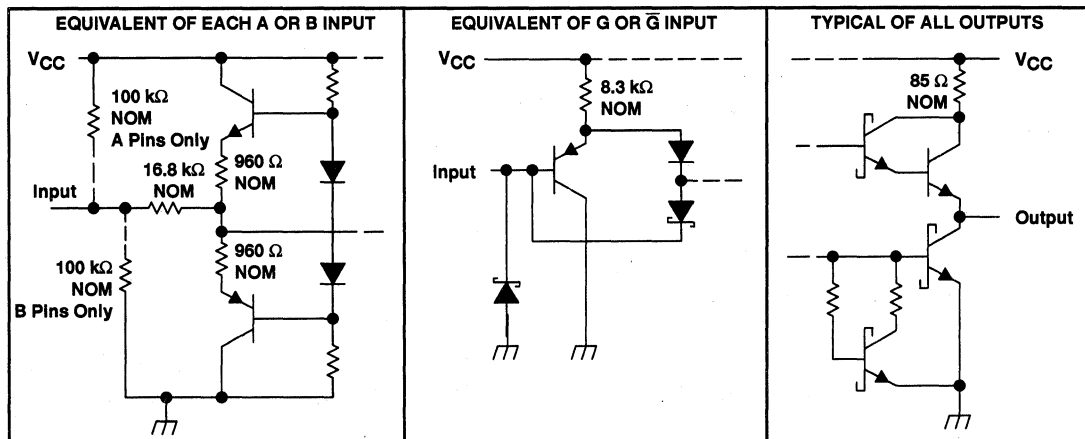 EQUIVALENT OF EACH A OR B INPUT
VCC
100 kΩ
NOM
A Pins Only
16.8 kΩ
NOM
960 Ω
NOM
Input
960 Ω
NOM
100 kΩ
NOM
B Pins Only
EQUIVALENT OF G OR G̅ INPUT
VCC
8.3 kΩ
NOM
Input
TYPICAL OF ALL OUTPUTS
VCC
85 Ω
NOM
Output